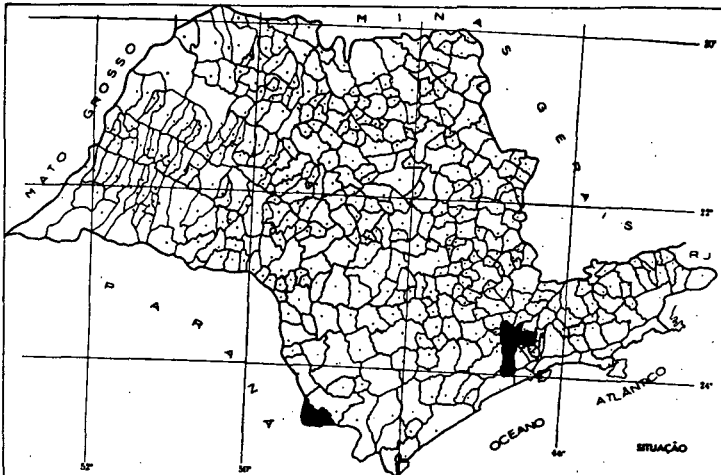 MINAS GERAIS
20°
MATO GROSSO
22°
RJ
PARANÁ
24°
OCEANO ATLÂNTICO
52°
50°
46°
SITUAÇÃO